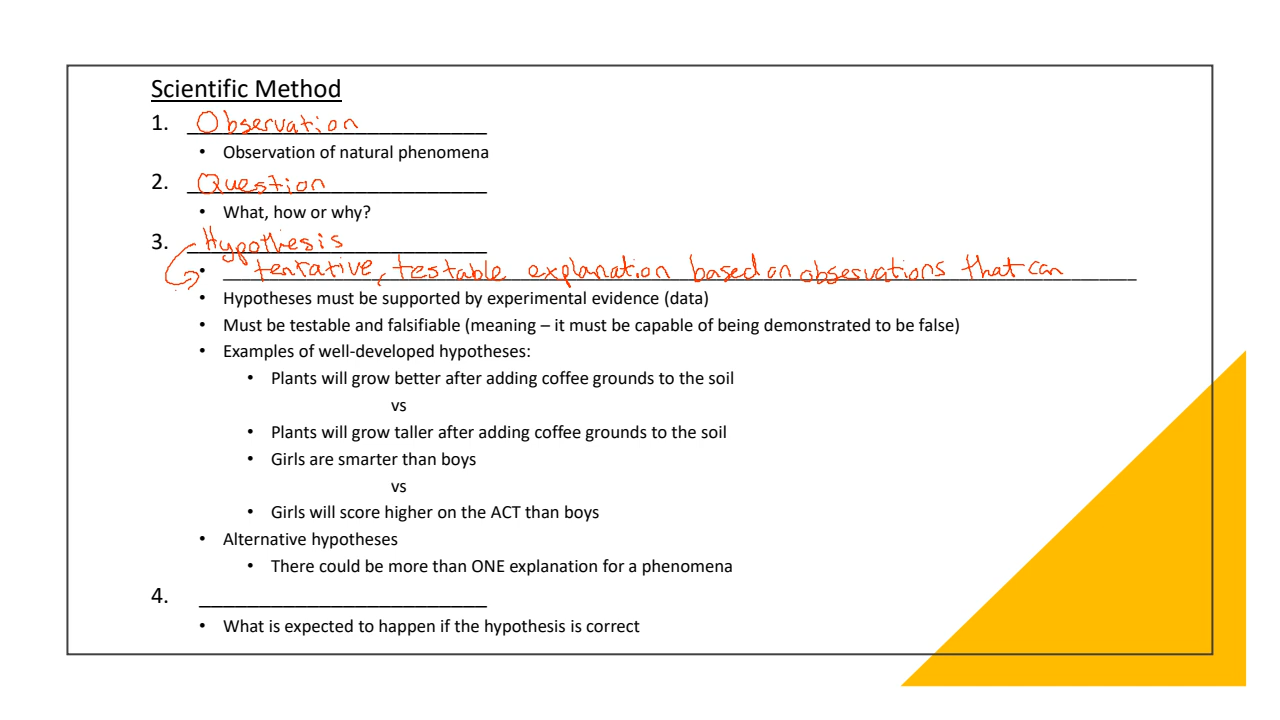 Scientific Method
1. Observation
• Observation of natural phenomena
2. Question
• What, how or why?
3. Hypothesis
• tentative, testable explanation based on observations that can
• Hypotheses must be supported by experimental evidence (data)
• Must be testable and falsifiable (meaning – it must be capable of being demonstrated to be false)
• Examples of well-developed hypotheses:
• Plants will grow better after adding coffee grounds to the soil
vs
• Plants will grow taller after adding coffee grounds to the soil
• Girls are smarter than boys
vs
• Girls will score higher on the ACT than boys
• Alternative hypotheses
• There could be more than ONE explanation for a phenomena
4. ________________________
• What is expected to happen if the hypothesis is correct